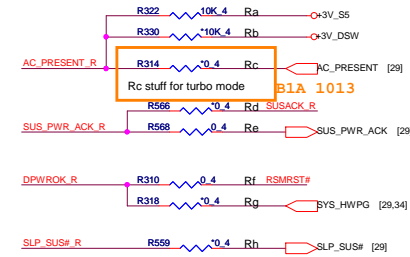 R322 10K_4 Ra +3V_S5
R330 *10K_4 Rb +3V_DSW
AC_PRESENT_R R314 *0_4 Rc AC_PRESENT [29]
Rc stuff for turbo mode B1A 1013
R566 *0_4 Rd SUSACK_R
SUS_PWR_ACK_R R568 0_4 Re SUS_PWR_ACK [29
DPWROK_R R310 0_4 Rf RSMRST#
R318 *0_4 Rg SYS_HWPG [29,34]
SLP_SUS#_R R559 *0_4 Rh SLP_SUS# [29]